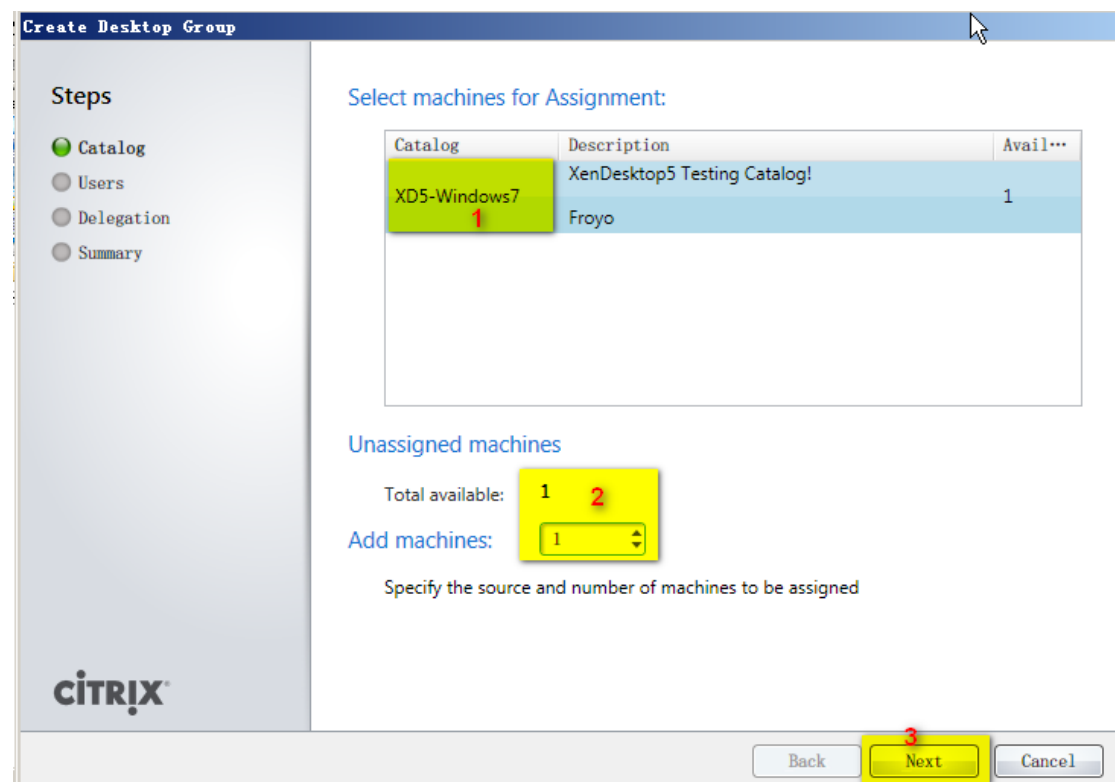 Create Desktop Group
Steps
Catalog
Users
Delegation
Summary
Select machines for Assignment:
Catalog Description Avail···
XD5-Windows7 XenDesktop5 Testing Catalog! 1
1 Froyo
Unassigned machines
Total available: 1 2
Add machines: 1
Specify the source and number of machines to be assigned
CITRIX
3
Back Next Cancel